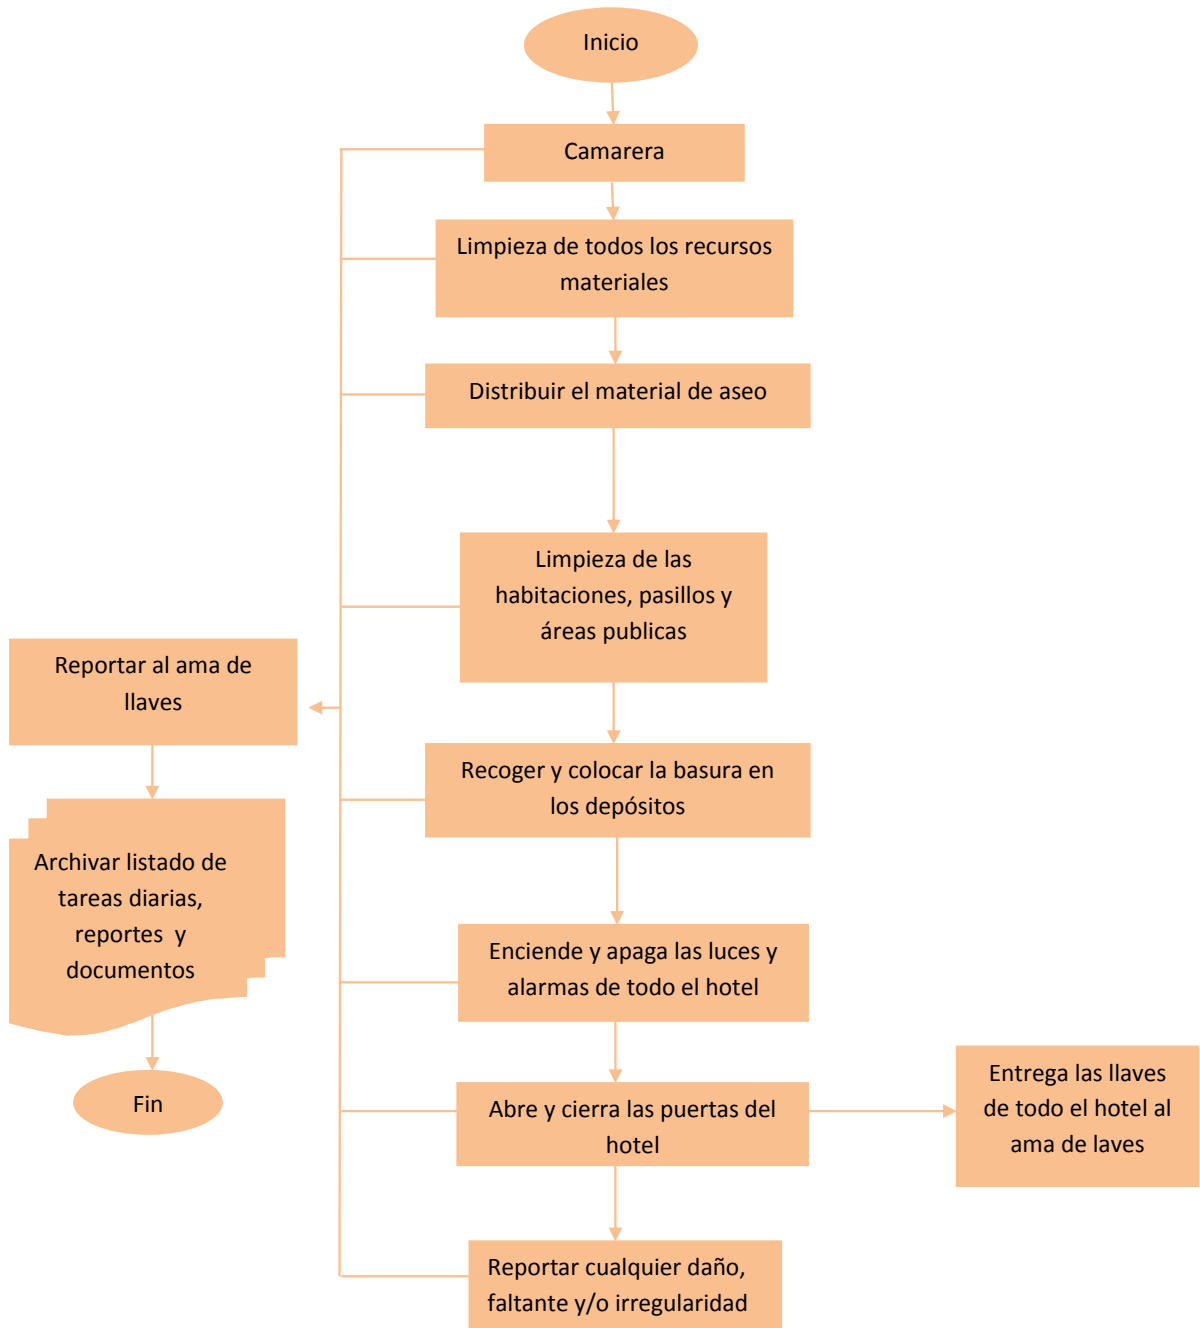 Inicio
Camarera
Limpieza de todos los recursos
materiales
Distribuir el material de aseo
Limpieza de las
habitaciones, pasillos y
áreas publicas
Reportar al ama de
llaves
Recoger y colocar la basura en
los depósitos
Archivar listado de
tareas diarias,
reportes y
documentos
Enciende y apaga las luces y
alarmas de todo el hotel
Fin
Abre y cierra las puertas del
hotel
Entrega las llaves
de todo el hotel al
ama de laves
Reportar cualquier daño,
faltante y/o irregularidad